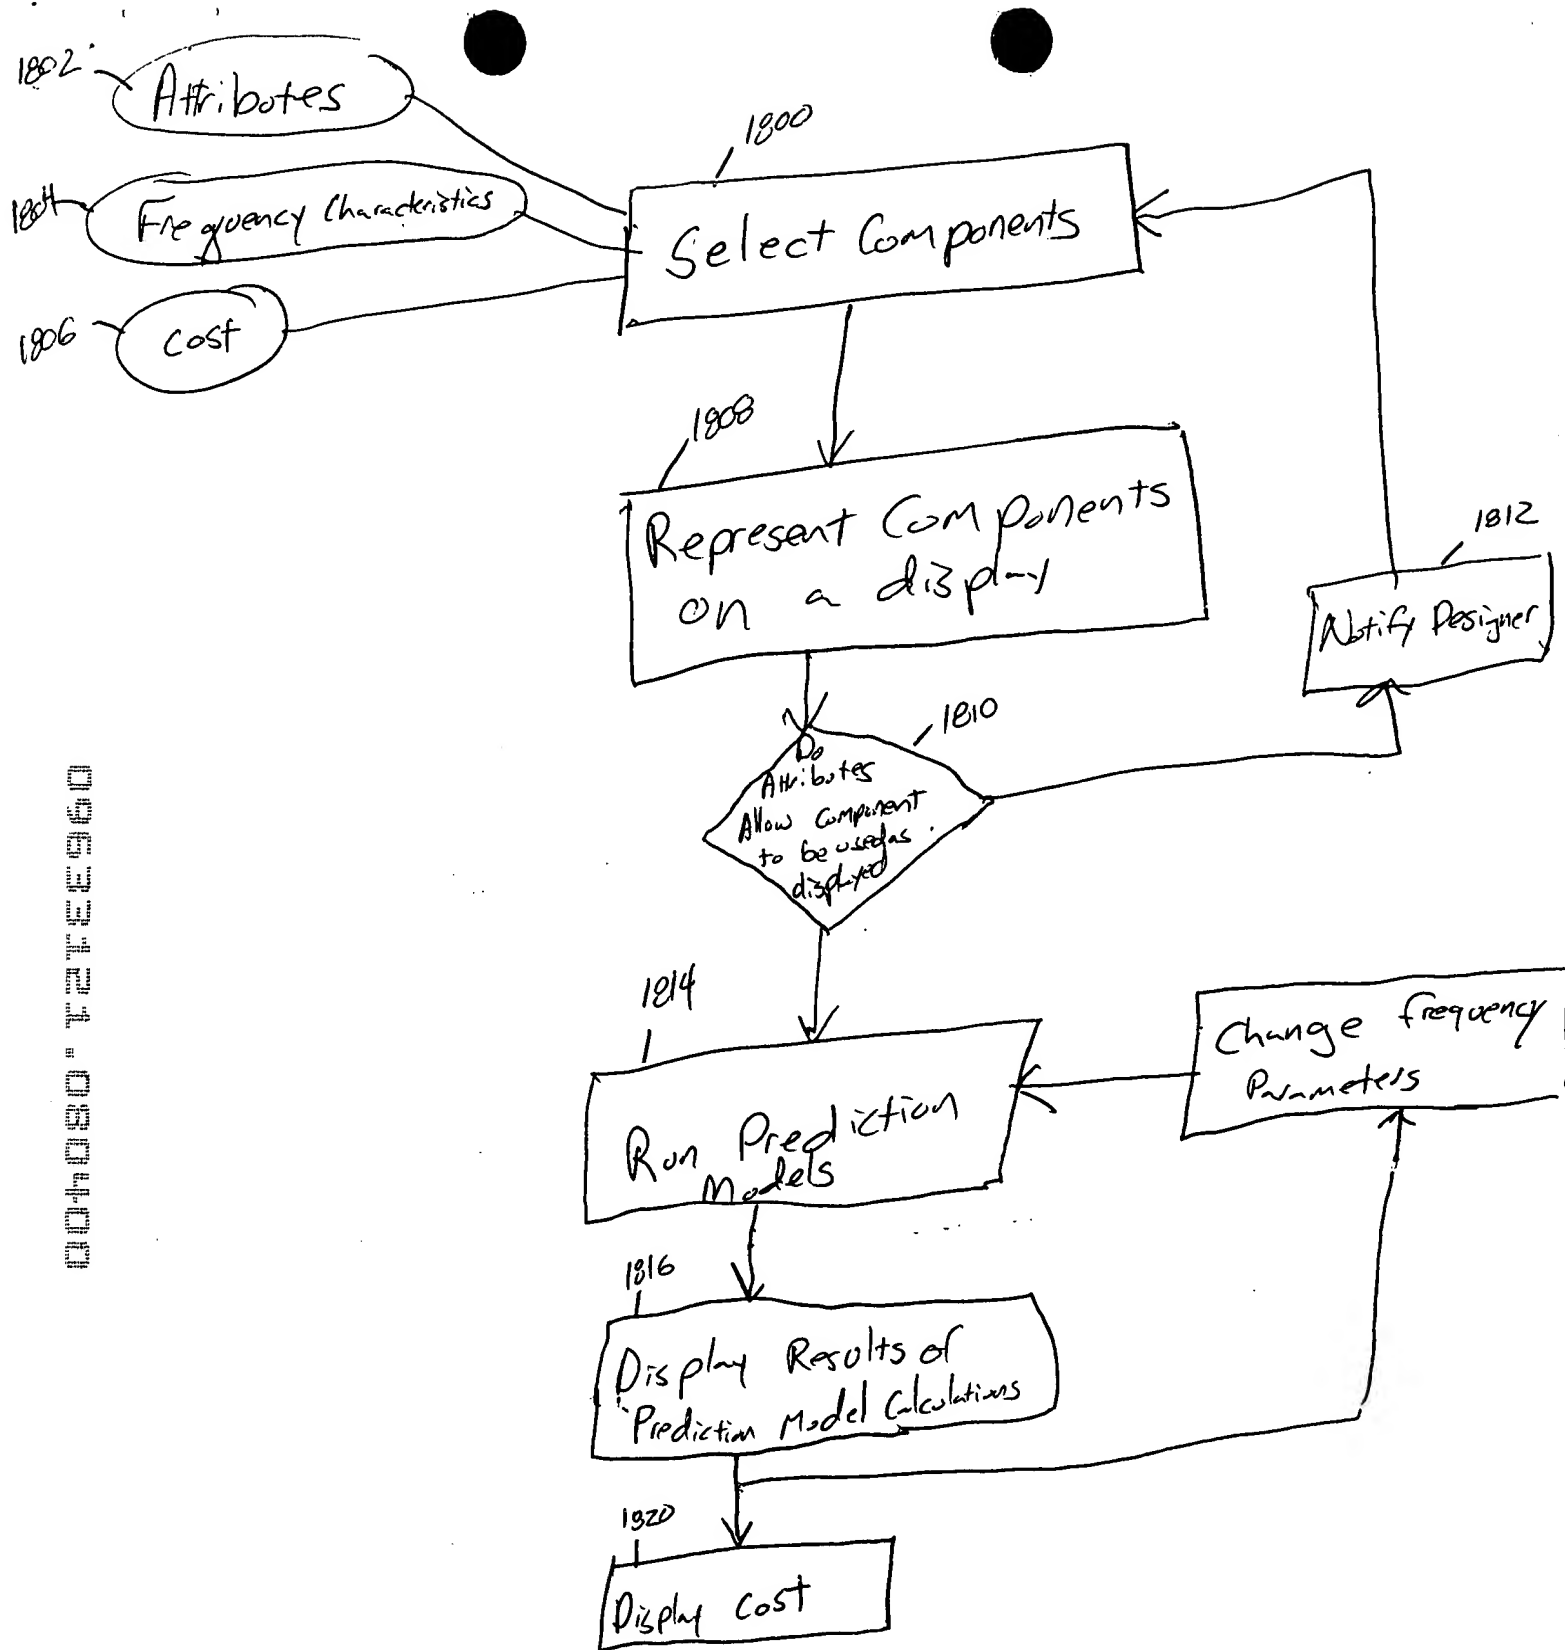 1802
Attributes
1804
Frequency Characteristics
1806
Cost
1800
Select Components
1808
Represent Components
on a display
1812
Notify Designer
1810
Do
Attributes
Allow Component
to be used as
displayed
1814
Run Prediction
Models
Change frequency
Parameters
1816
Display Results of
Prediction Model Calculations
1820
Display Cost
09633121.080400